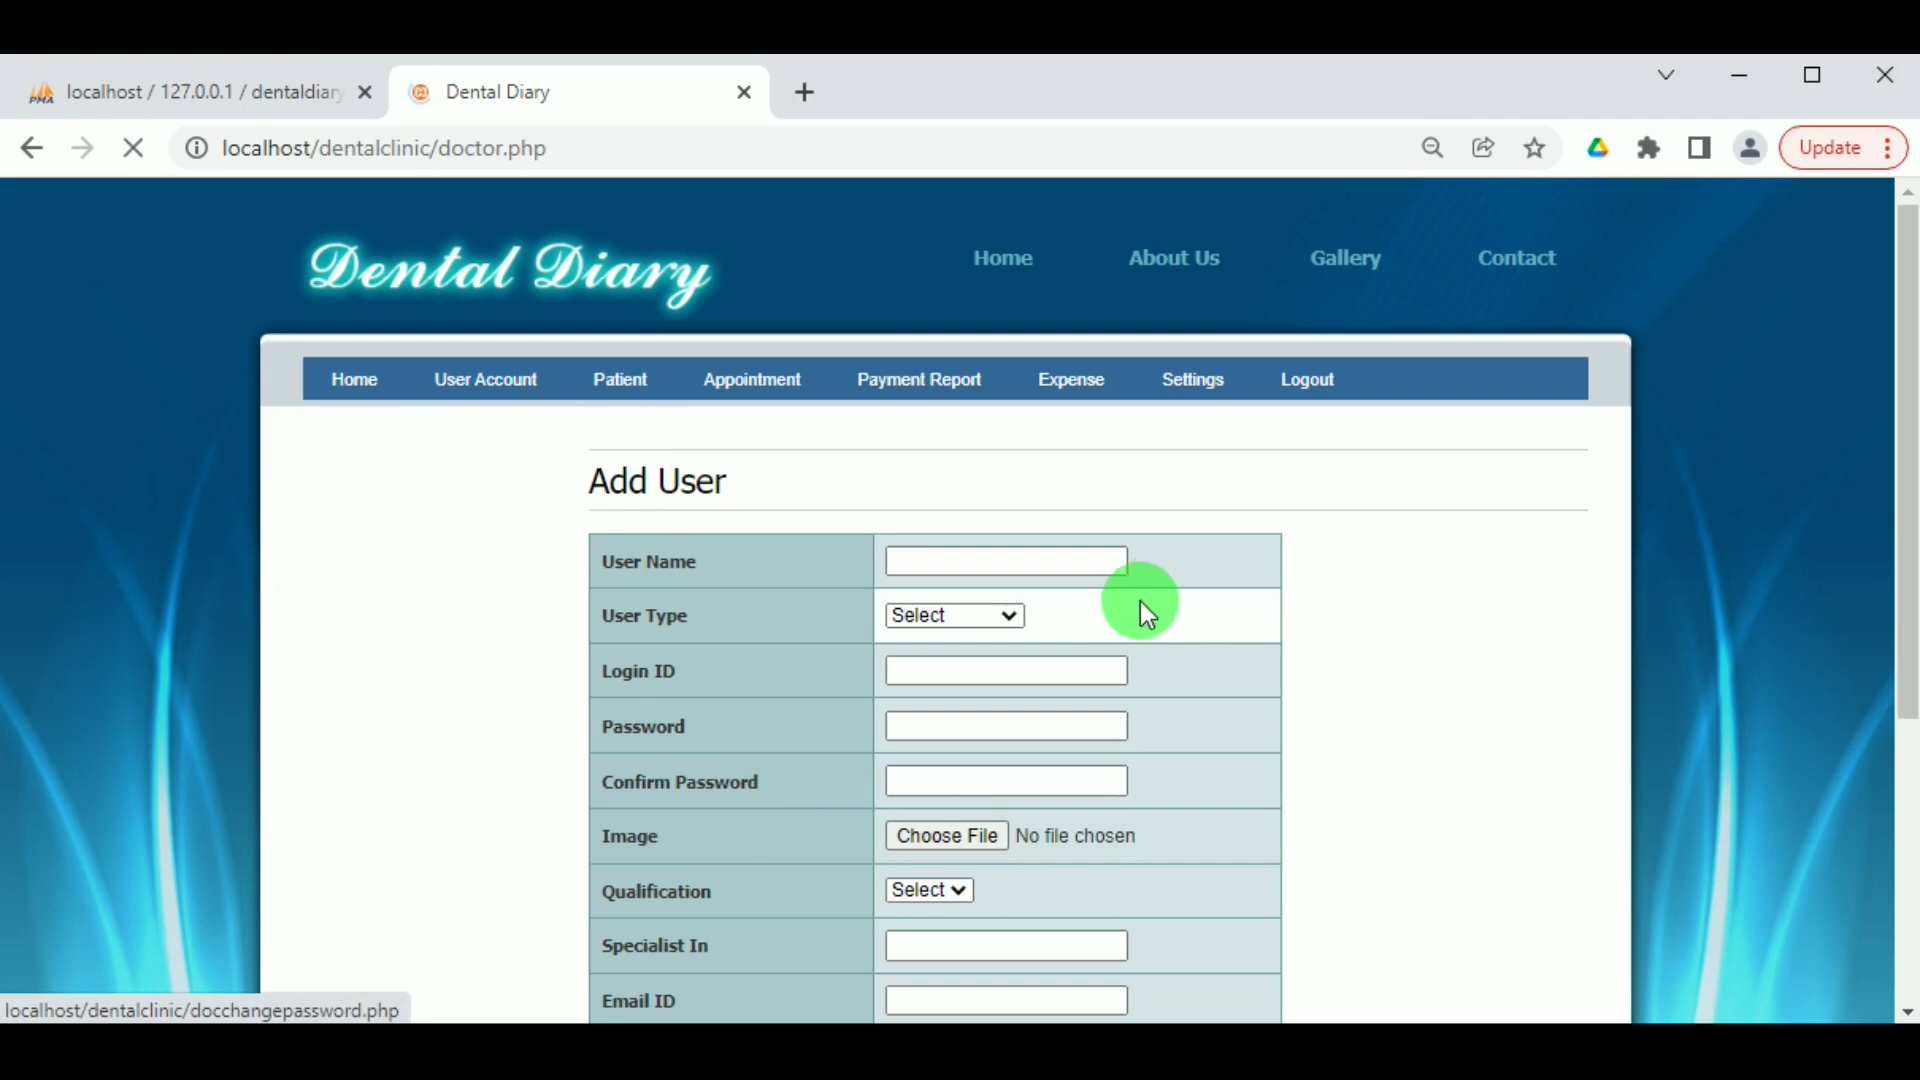 localhost / 127.0.0.1 / dentaldiary
Dental Diary
localhost/dentalclinic/doctor.php
Update
Dental Diary
Home About Us Gallery Contact
Home User Account Patient Appointment Payment Report Expense Settings Logout
Add User
User Name
User Type Select
Login ID
Password
Confirm Password
Image Choose File No file chosen
Qualification Select
Specialist In
Email ID
localhost/dentalclinic/docchangepassword.php